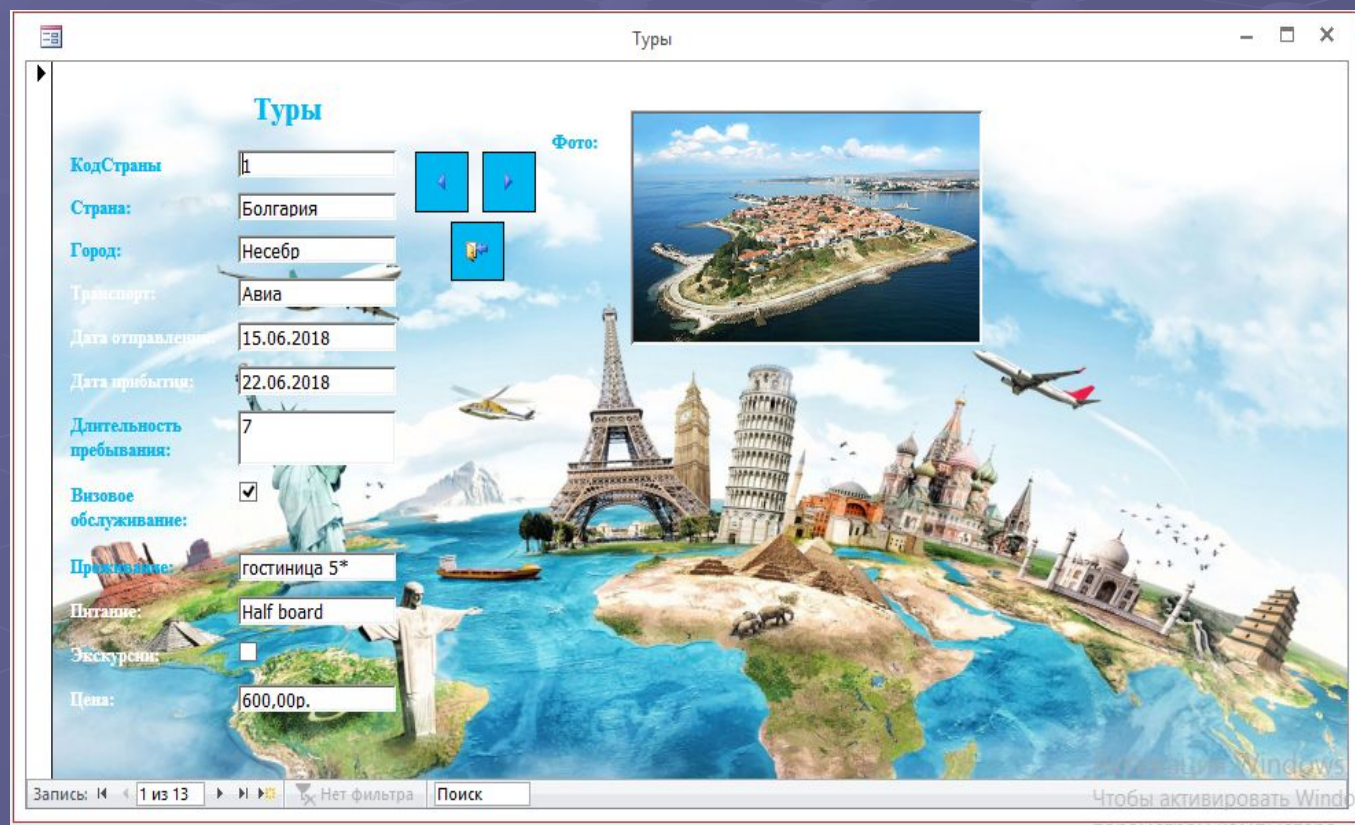 Туры
Туры
Фото:
КодСтраны 1
Страна: Болгария
Город: Несебр
Транспорт: Авиа
Дата отправления: 15.06.2018
Дата прибытия: 22.06.2018
Длительность 7
пребывания:
Визовое
обслуживание:
Проживание: гостиница 5*
Питание: Half board
Экскурсии:
Цена: 600,00р.
Активация Windows
Чтобы активировать Windo
Запись: 1 из 13 Нет фильтра Поиск